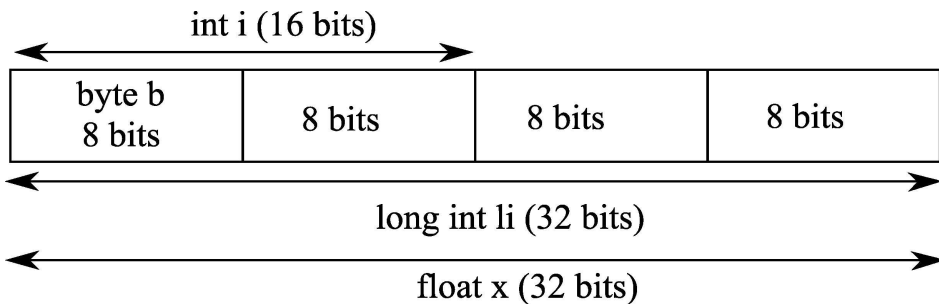 int i (16 bits)
byte b
8 bits
8 bits
8 bits
8 bits
long int li (32 bits)
float x (32 bits)